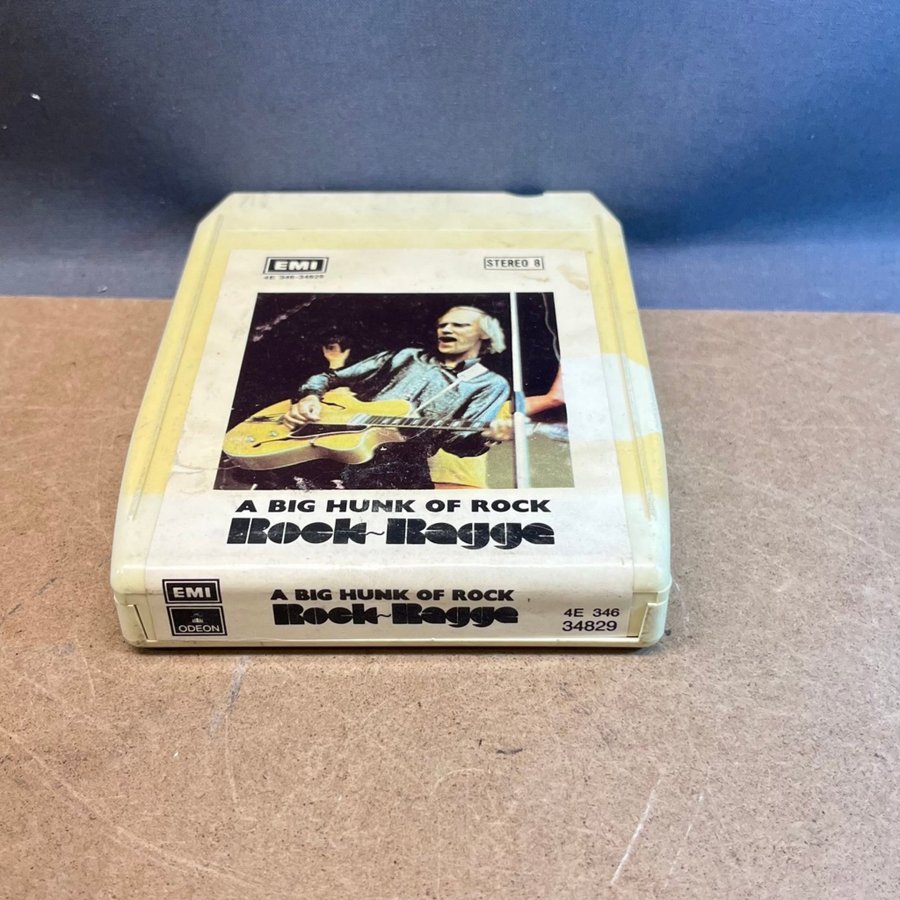 EMI
STEREO 8
4E 346-34829
A BIG HUNK OF ROCK
Rock~Ragge
EMI
ODEON
A BIG HUNK OF ROCK
Rock~Ragge
4E 346
34829